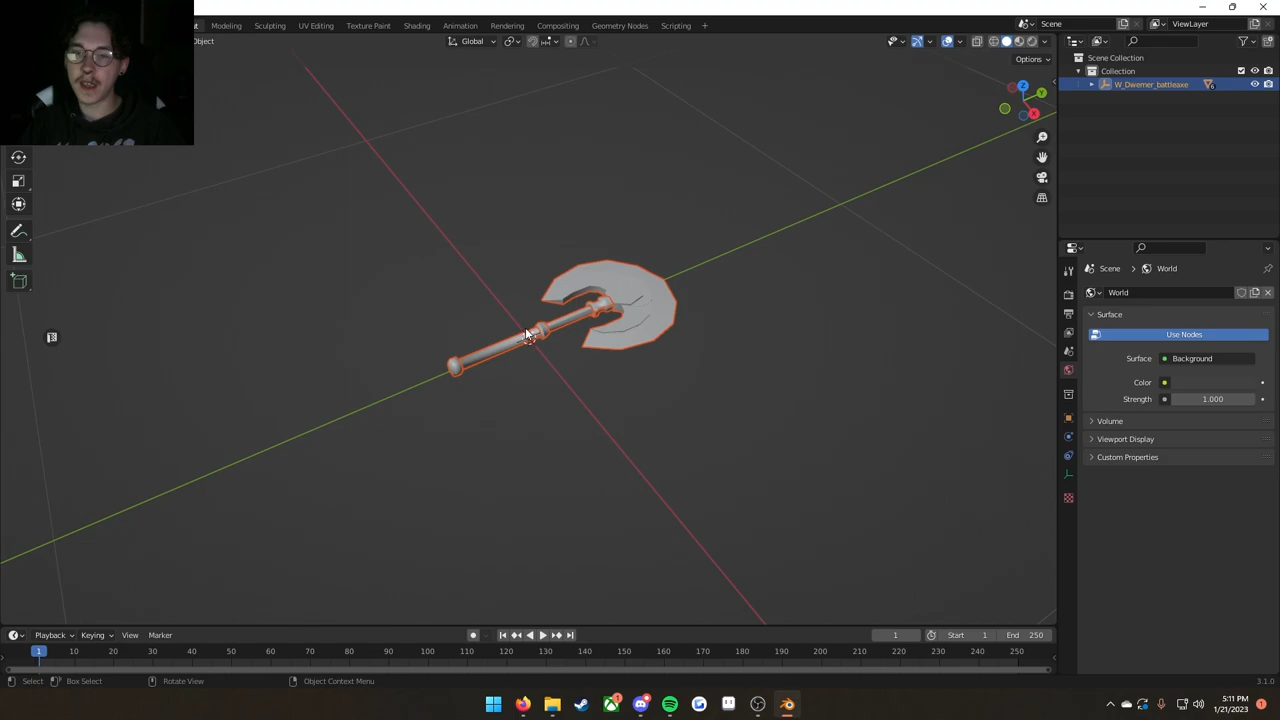 Modeling Sculpting UV Editing Texture Paint Shading Animation Rendering Compositing Geometry Nodes Scripting +
Scene ViewLayer
Object Global
Options
Scene Collection
Collection
W_Dwemer_battleaxe 6
Z Y X
Scene > World
World
Surface
Use Nodes
Surface Background
Color
Strength 1.000
Volume
Viewport Display
Custom Properties
Playback Keying View Marker 1 Start 1 End 250
1 10 20 30 40 50 60 70 80 90 100 110 120 130 140 150 160 170 180 190 200 210 220 230 240 250
Select Box Select Rotate View Object Context Menu 3.1.0
5:11 PM
1/21/2023